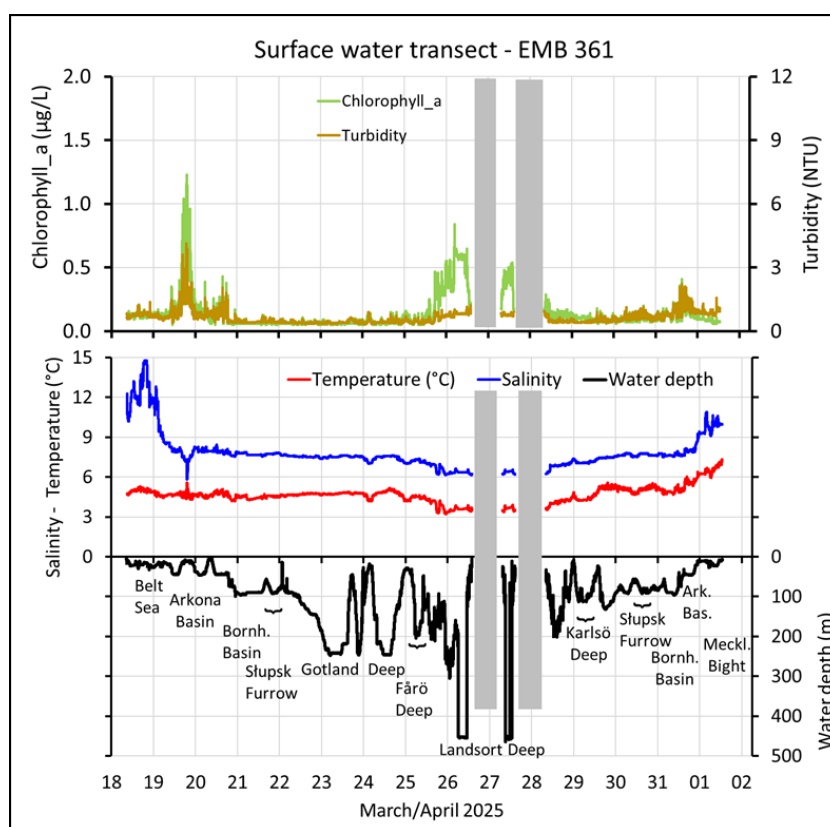 Surface water transect - EMB 361
Chlorophyll_a (µg/L)
2.0
1.5
1.0
0.5
0.0
Chlorophyll_a
Turbidity
12
9
6
3
0
Turbidity (NTU)
Salinity - Temperature (°C)
15
12
9
6
3
0
Temperature (°C) Salinity Water depth
0
100
200
300
400
500
Water depth (m)
Belt
Sea
Arkona
Basin
Bornh.
Basin
Słupsk
Furrow
Gotland Deep
Fårö
Deep
Landsort Deep
Karlsö
Deep
Słupsk
Furrow
Bornh.
Basin
Ark.
Bas.
Meckl.
Bight
18 19 20 21 22 23 24 25 26 27 28 29 30 31 01 02
March/April 2025